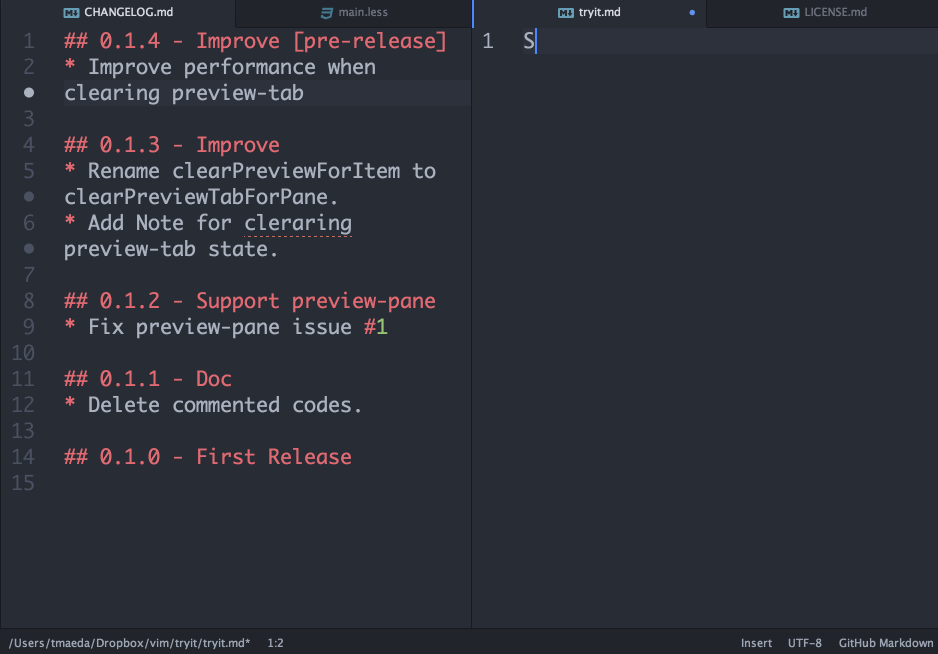 CHANGELOG.md
main.less
tryit.md
LICENSE.md
1 ## 0.1.4 - Improve [pre-release]
2 * Improve performance when
• clearing preview-tab
3
4 ## 0.1.3 - Improve
5 * Rename clearPreviewForItem to
• clearPreviewTabForPane.
6 * Add Note for cleraring
• preview-tab state.
7
8 ## 0.1.2 - Support preview-pane
9 * Fix preview-pane issue #1
10
11 ## 0.1.1 - Doc
12 * Delete commented codes.
13
14 ## 0.1.0 - First Release
15
1 S
/Users/tmaeda/Dropbox/vim/tryit/tryit.md* 1:2
Insert UTF-8 GitHub Markdown